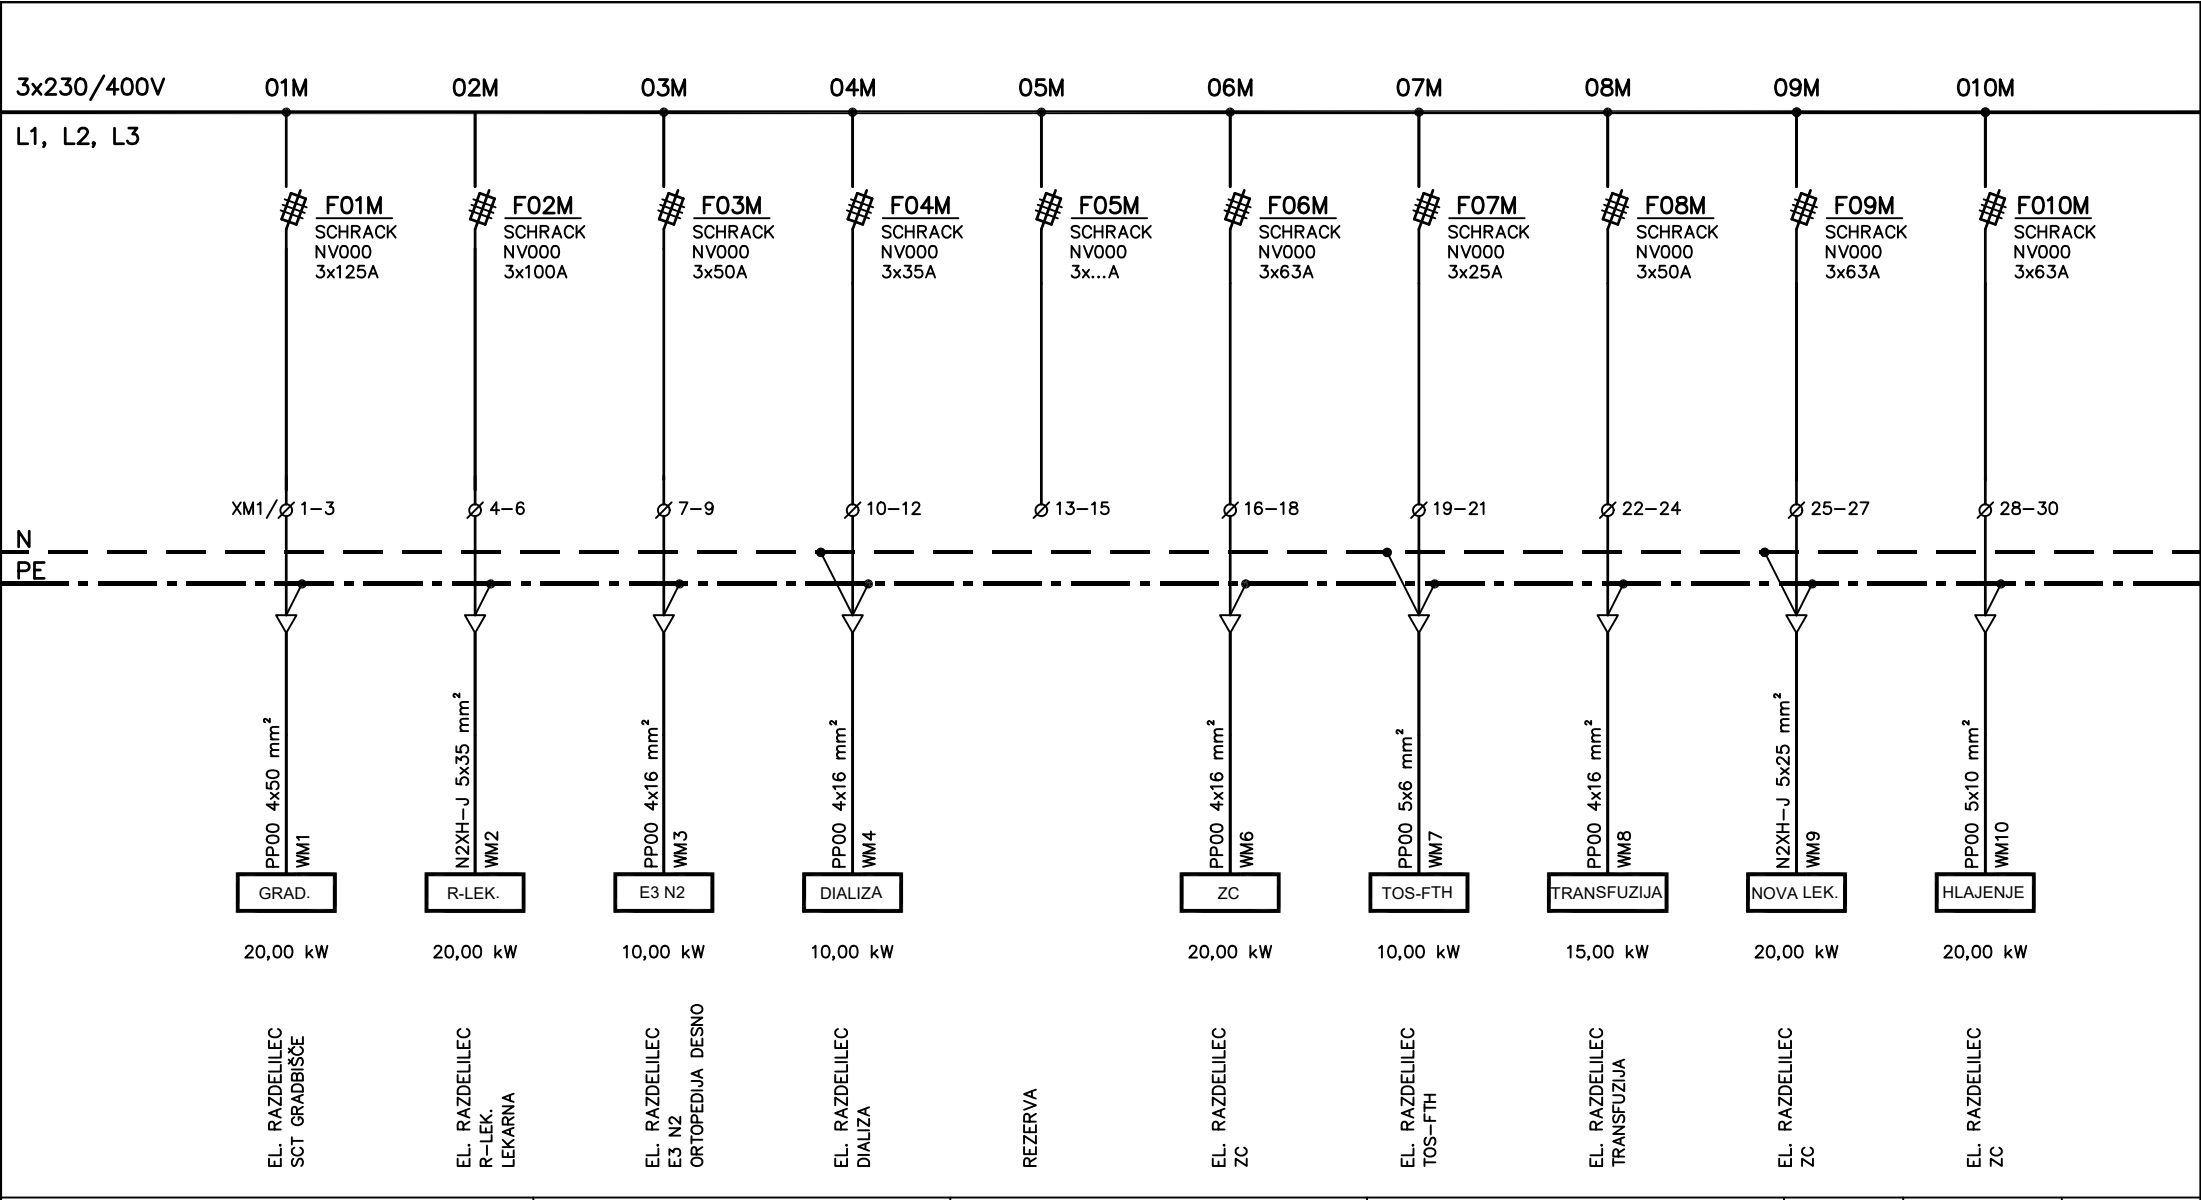 3x230/400V
01M
02M
03M
04M
05M
06M
07M
08M
09M
010M
L1, L2, L3
F01M
SCHRACK
NV000
3x125A
F02M
SCHRACK
NV000
3x100A
F03M
SCHRACK
NV000
3x50A
F04M
SCHRACK
NV000
3x35A
F05M
SCHRACK
NV000
3x...A
F06M
SCHRACK
NV000
3x63A
F07M
SCHRACK
NV000
3x25A
F08M
SCHRACK
NV000
3x50A
F09M
SCHRACK
NV000
3x63A
F010M
SCHRACK
NV000
3x63A
XM1/ 1-3
4-6
7-9
10-12
13-15
16-18
19-21
22-24
25-27
28-30
N
PE
PP00 4x50 mm²
WM1
N2XH-J 5x35 mm²
WM2
PP00 4x16 mm²
WM3
PP00 4x16 mm²
WM4
PP00 4x16 mm²
WM6
PP00 5x6 mm²
WM7
PP00 4x16 mm²
WM8
N2XH-J 5x25 mm²
WM9
PP00 5x10 mm²
WM10
GRAD.
R-LEK.
E3 N2
DIALIZA
ZC
TOS-FTH
TRANSFUZIJA
NOVA LEK.
HLAJENJE
20,00 kW
20,00 kW
10,00 kW
10,00 kW
20,00 kW
10,00 kW
15,00 kW
20,00 kW
20,00 kW
EL. RAZDELILEC
SCT GRADBIŠČE
EL. RAZDELILEC
R-LEK.
LEKARNA
EL. RAZDELILEC
E3 N2
ORTOPEDIJA DESNO
EL. RAZDELILEC
DIALIZA
REZERVA
EL. RAZDELILEC
ZC
EL. RAZDELILEC
TOS-FTH
EL. RAZDELILEC
TRANSFUZIJA
EL. RAZDELILEC
ZC
EL. RAZDELILEC
ZC